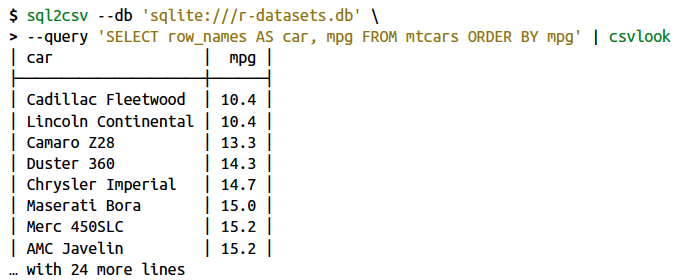 $ sql2csv --db 'sqlite:///r-datasets.db' \
> --query 'SELECT row_names AS car, mpg FROM mtcars ORDER BY mpg' | csvlook
│ car                 │  mpg │
├─────────────────────┼──────┤
│ Cadillac Fleetwood  │ 10.4 │
│ Lincoln Continental │ 10.4 │
│ Camaro Z28          │ 13.3 │
│ Duster 360          │ 14.3 │
│ Chrysler Imperial   │ 14.7 │
│ Maserati Bora       │ 15.0 │
│ Merc 450SLC         │ 15.2 │
│ AMC Javelin         │ 15.2 │
… with 24 more lines